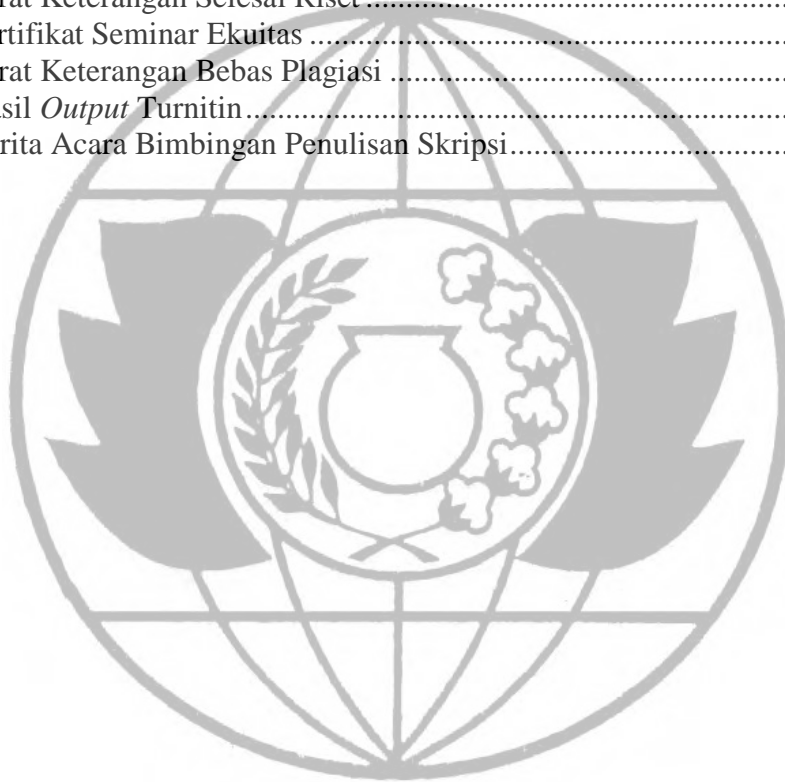 rat Keterangan Selesai Riset ........................................................
rtifikat Seminar Ekuitas ................................................................
rat Keterangan Bebas Plagiasi .....................................................
sil Output Turnitin.........................................................................
rita Acara Bimbingan Penulisan Skripsi.....................................